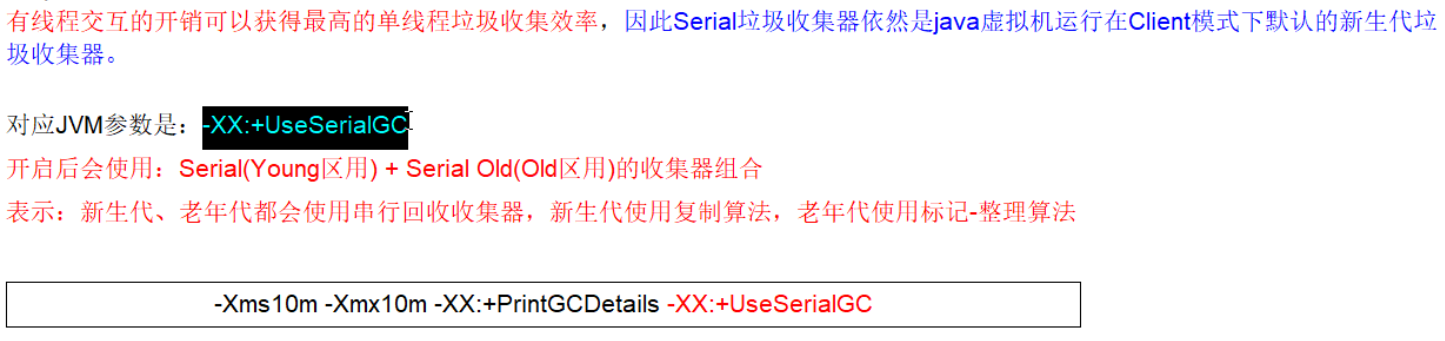 有线程交互的开销可以获得最高的单线程垃圾收集效率，因此Serial垃圾收集器依然是java虚拟机运行在Client模式下默认的新生代垃
圾收集器。
对应JVM参数是：-XX:+UseSerialGC
开启后会使用：Serial(Young区用) + Serial Old(Old区用)的收集器组合
表示：新生代、老年代都会使用串行回收收集器，新生代使用复制算法，老年代使用标记-整理算法
-Xms10m -Xmx10m -XX:+PrintGCDetails -XX:+UseSerialGC